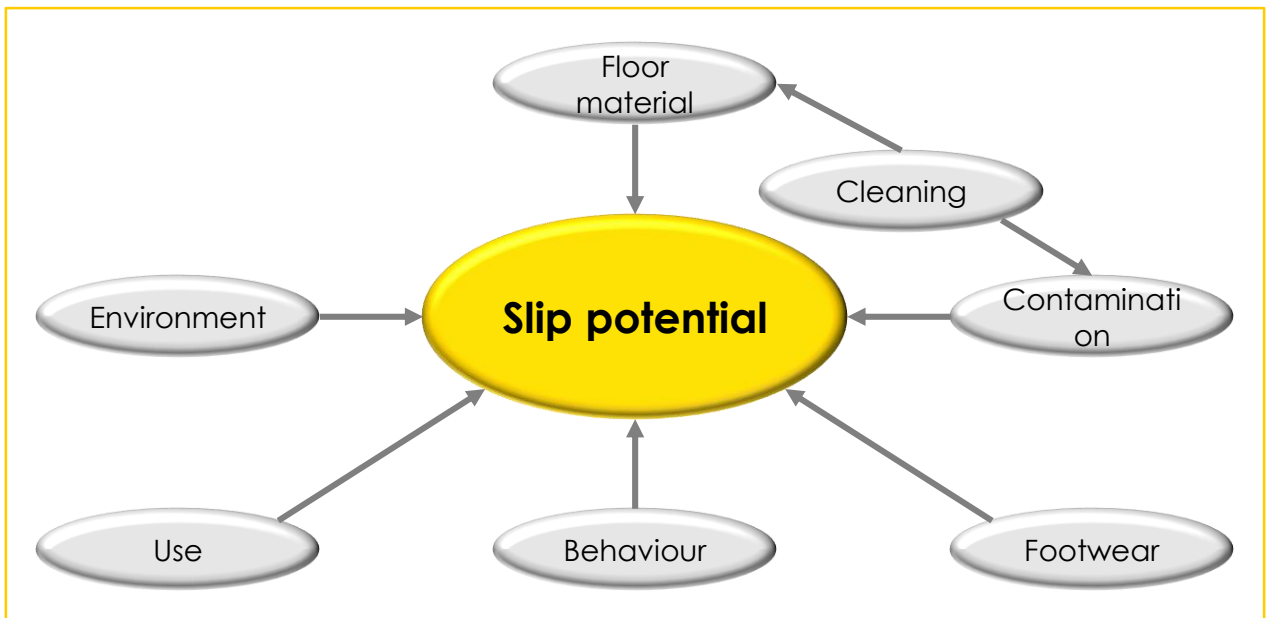 Floor
material
Cleaning
Environment
Slip potential
Contaminati
on
Use
Behaviour
Footwear